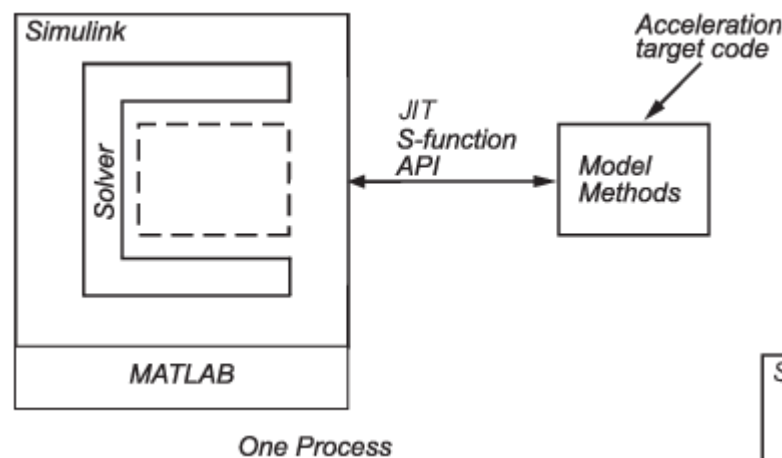 Simulink
Acceleration
target code
JIT
S-function
API
Solver
Model
Methods
MATLAB
One Process